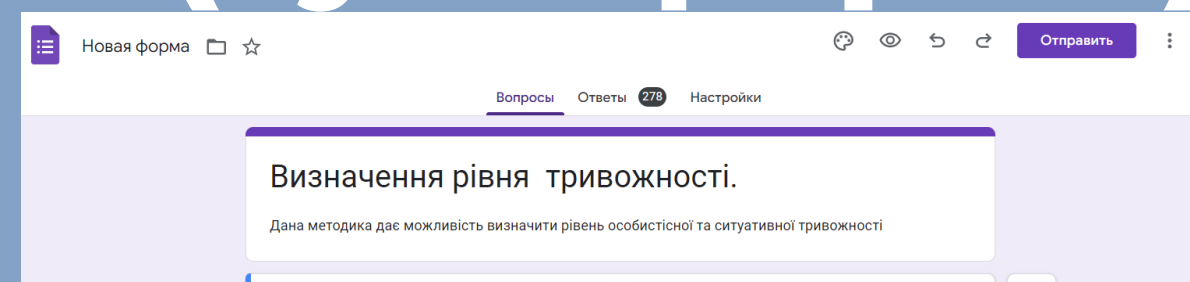 Новая форма
Отправить
Вопросы Ответы 278 Настройки
Визначення рівня  тривожності.
Дана методика дає можливість визначити рівень особистісної та ситуативної тривожності